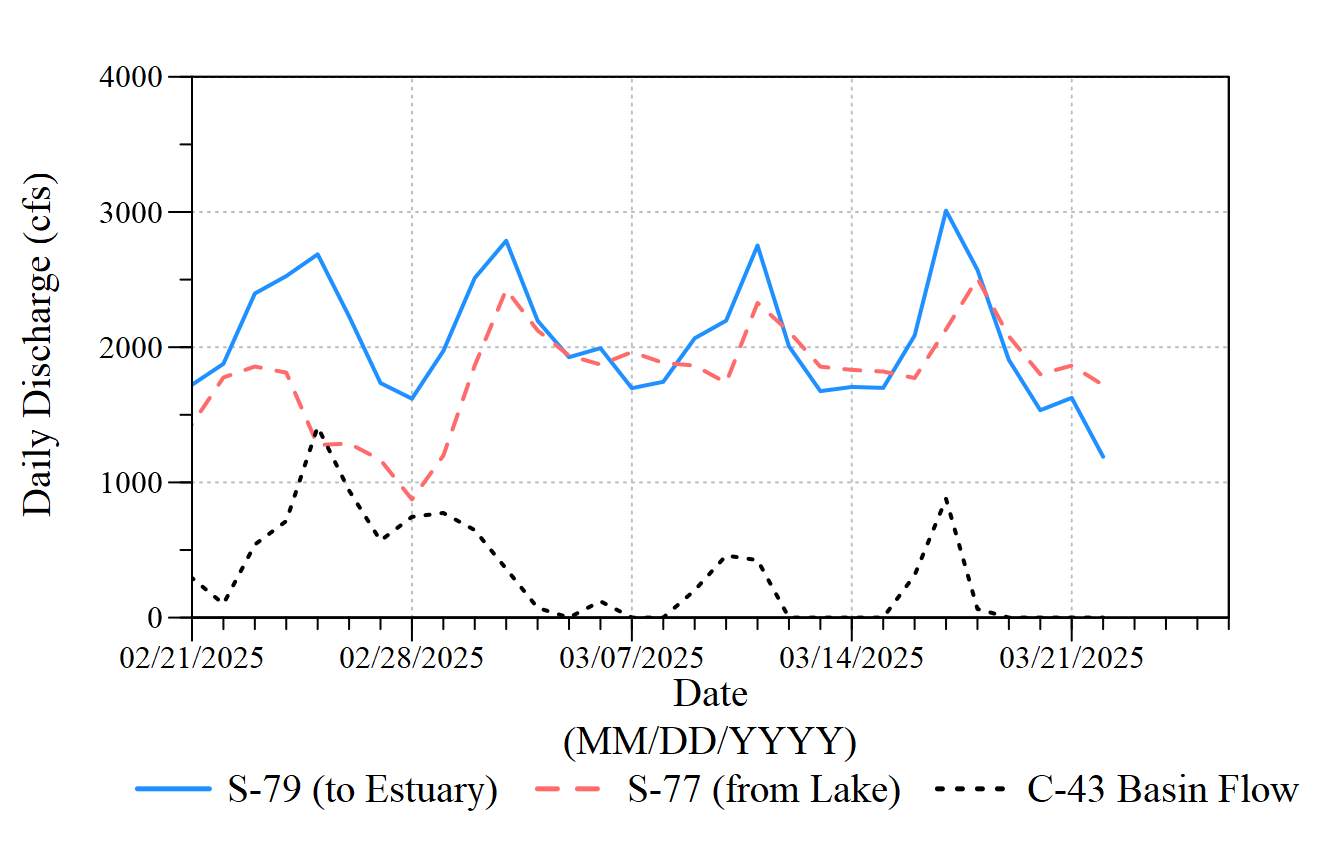 4000
3000
2000
1000
0
Daily Discharge (cfs)
02/21/2025 02/28/2025 03/07/2025 03/14/2025 03/21/2025
Date
(MM/DD/YYYY)
S-79 (to Estuary) S-77 (from Lake) C-43 Basin Flow